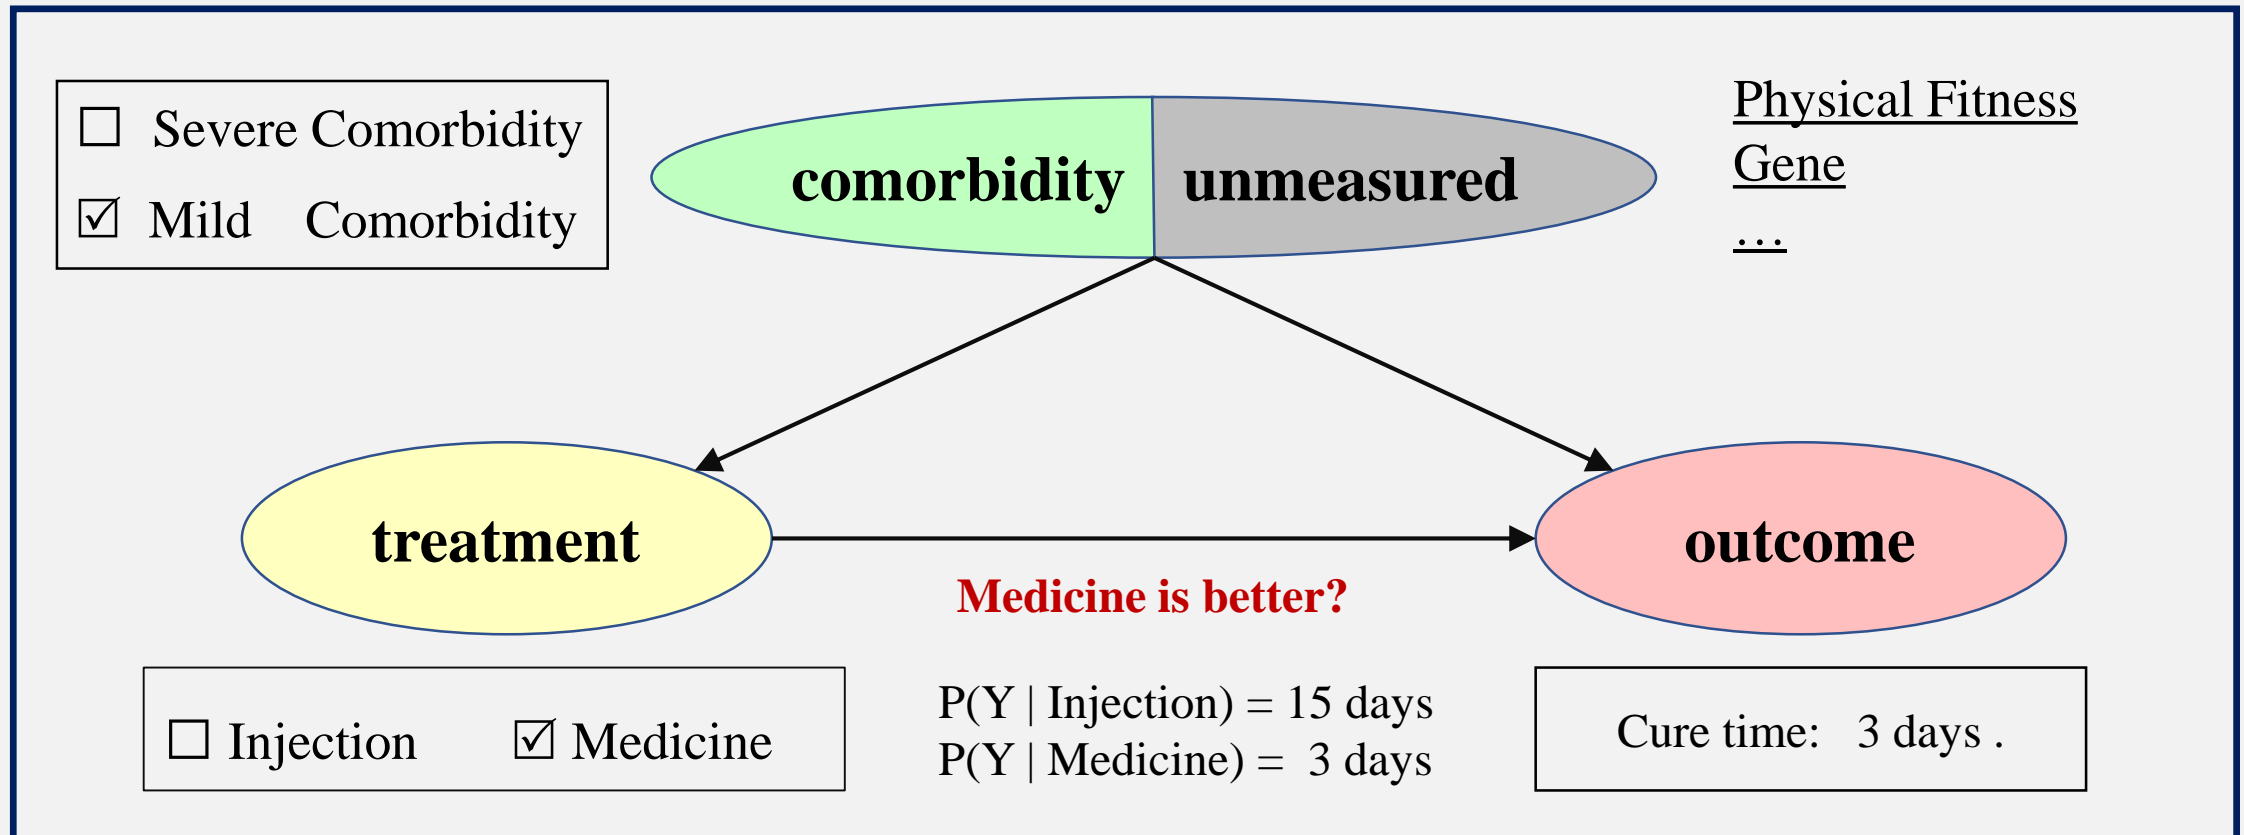 ☐ Severe Comorbidity
☑ Mild Comorbidity
comorbidity
unmeasured
Physical Fitness
Gene
...
treatment
outcome
Medicine is better?
☐ Injection ☑ Medicine
P(Y | Injection) = 15 days
P(Y | Medicine) = 3 days
Cure time: 3 days .